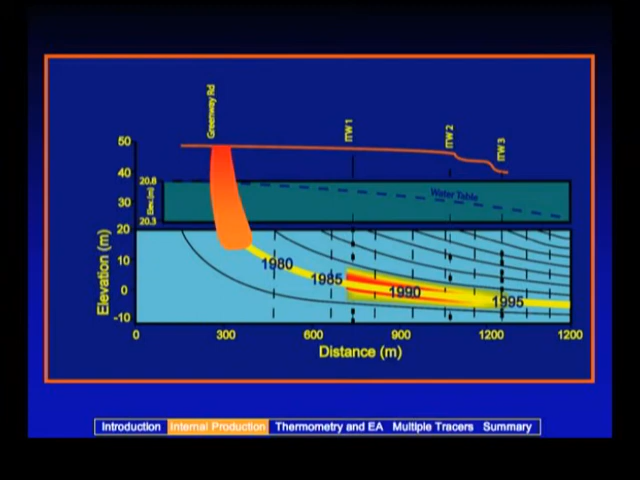 Greenway Rd
ITW 1
ITW 2
ITW 3
50
40
30
20
10
0
-10
Elevation (m)
20.8
Elev.(m)
20.3
Water Table
1980
1985
1990
1995
0
300
600
900
1200
1200
Distance (m)
Introduction Internal Production Thermometry and EA Multiple Tracers Summary